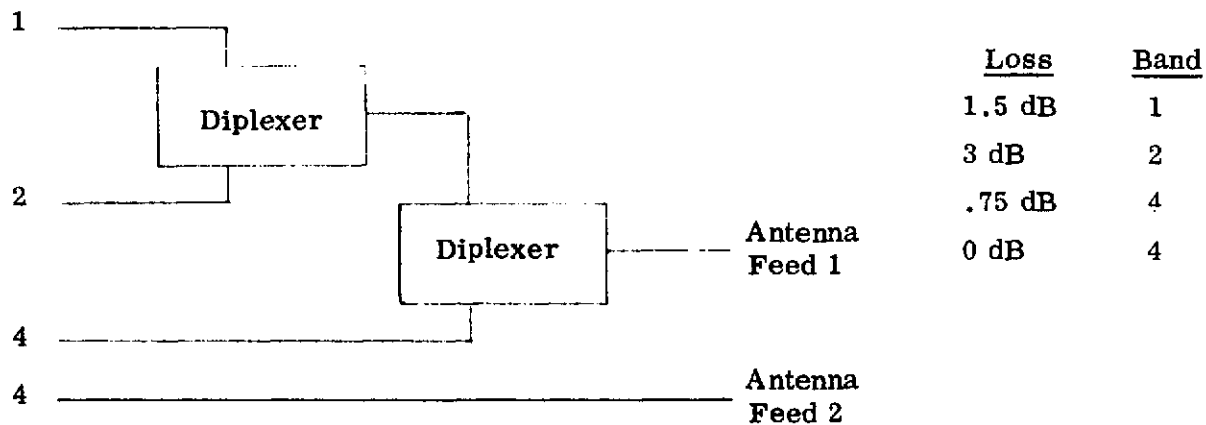 1
Diplexer
2
Diplexer
Antenna
Feed 1
4
4
Antenna
Feed 2
Loss Band
1.5 dB 1
3 dB 2
.75 dB 4
0 dB 4